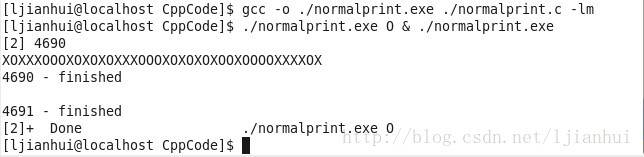 [ljianhui@localhost CppCode]$ gcc -o ./normalprint.exe ./normalprint.c -lm
[ljianhui@localhost CppCode]$ ./normalprint.exe O & ./normalprint.exe
[2] 4690
XOXXXOOOXOXOXOXXXOOOXOXOXOXOOXOOOOXXXXOX
4690 - finished
4691 - finished
[2]+  Done                    ./normalprint.exe O
[ljianhui@localhost CppCode]$
http://blog.csdn.net/ljianhui